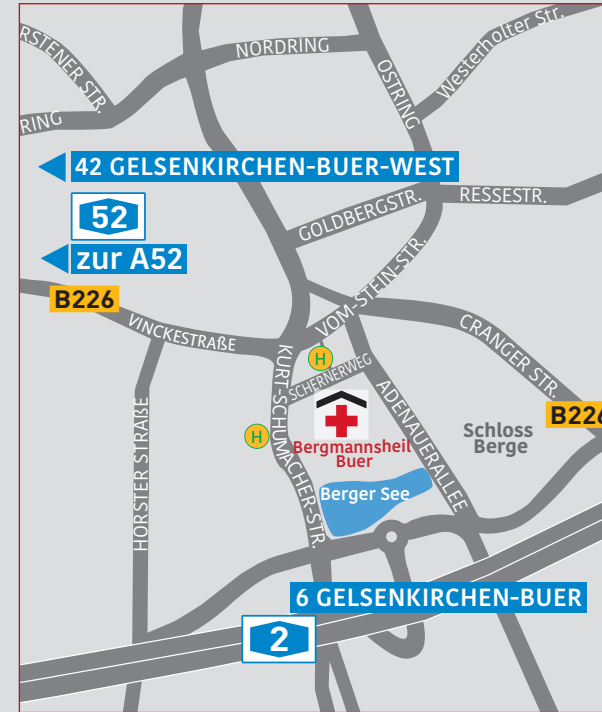 Westerholter Str.
RSTENER STR.
NORDRING
OSTRING
RING
42 GELSENKIRCHEN-BUER-WEST
52
GOLDBERGSTR.
RESSESTR.
zur A52
B226
VOM-STEIN-STR.
VINCKESTRAßE
CRANGER STR.
H
SCHERNERWEG
KURT-SCHUMACHER-STR.
ADENAUERALLEE
HORSTER STRAßE
B226
H
Schloss
Berge
Bergmannsheil
Buer
Berger See
6 GELSENKIRCHEN-BUER
2